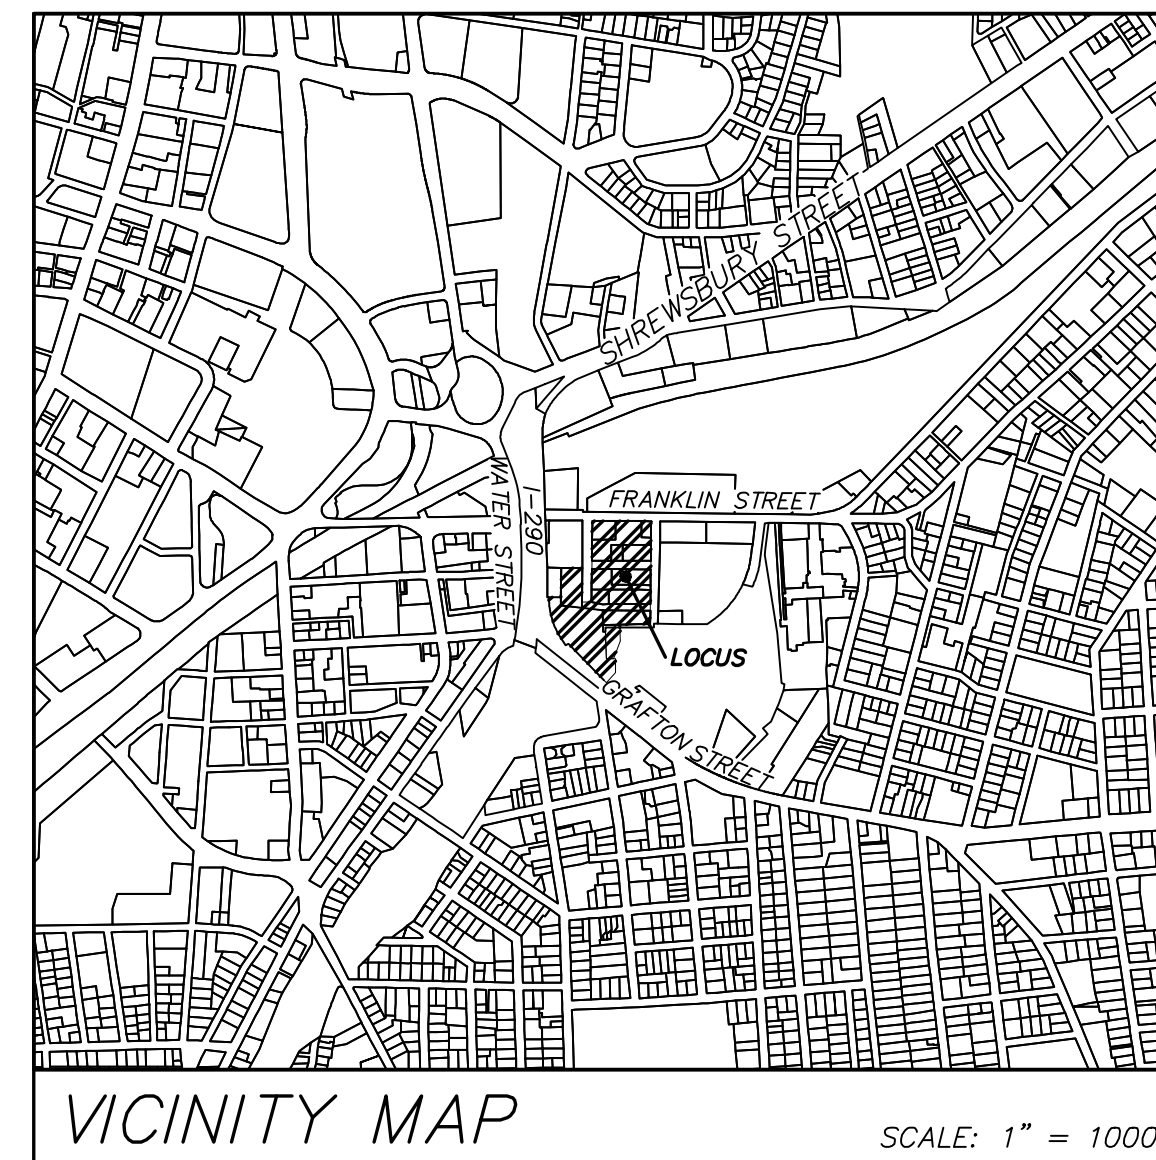 SHREWSBURY STREET
WATER STREET
I-290
FRANKLIN STREET
LOCUS
GRAFTON STREET
VICINITY MAP
SCALE: 1" = 1000